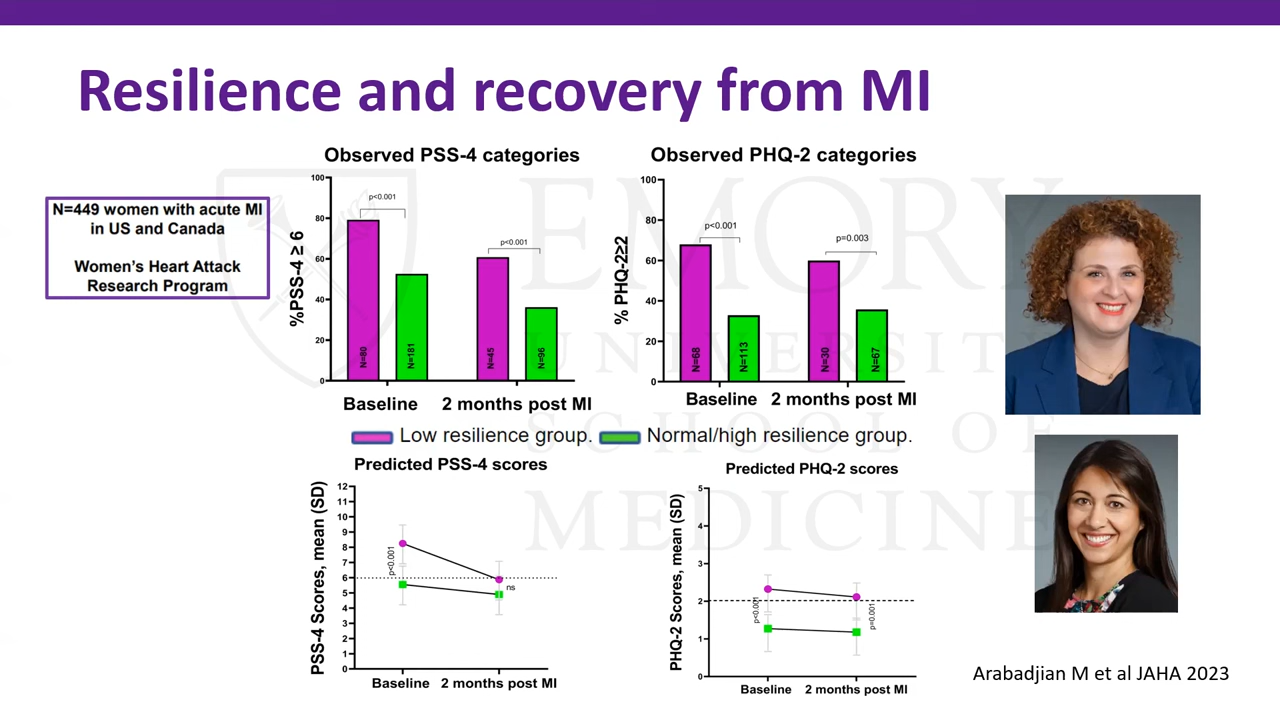 Resilience and recovery from MI
N=449 women with acute MI
in US and Canada
Women's Heart Attack
Research Program
Observed PSS-4 categories
%PSS-4 ≥ 6
100
80
60
40
20
0
p<0.001
p<0.001
N=80
N=181
N=45
N=96
Baseline
2 months post MI
Observed PHQ-2 categories
% PHQ-2≥2
100
80
60
40
20
0
p<0.001
p=0.003
N=68
N=113
N=30
N=67
Baseline
2 months post MI
Low resilience group.
Normal/high resilience group.
Predicted PSS-4 scores
PSS-4 Scores, mean (SD)
12
11
10
9
8
7
6
5
4
3
2
1
0
p<0.001
ns
Baseline
2 months post MI
Predicted PHQ-2 scores
PHQ-2 Scores, mean (SD)
5
4
3
2
1
0
p<0.001
p=0.001
Baseline
2 months post MI
Arabadjian M et al JAHA 2023
EMORY
UNIVERSITY
SCHOOL OF
MEDICINE